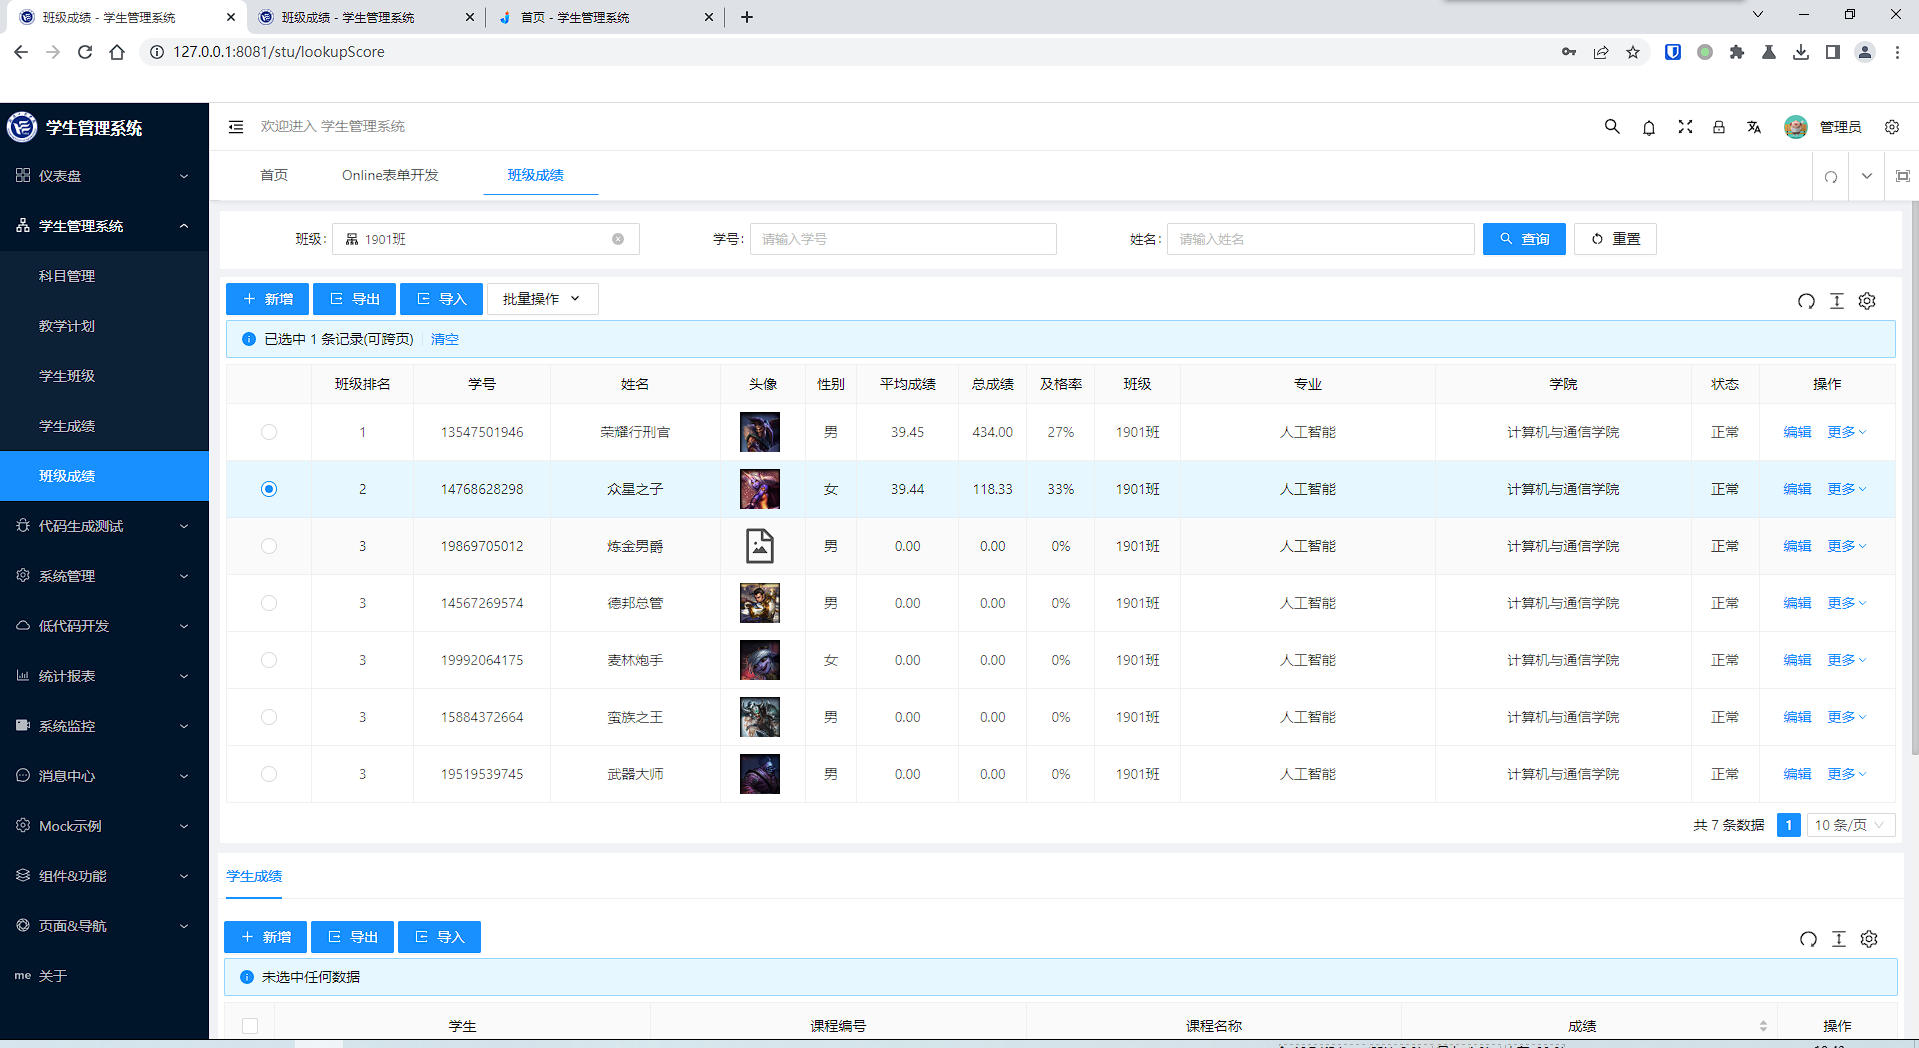 班级成绩 - 学生管理系统
班级成绩 - 学生管理系统
首页 - 学生管理系统
127.0.0.1:8081/stu/lookupScore
学生管理系统
欢迎进入 学生管理系统
管理员
仪表盘
学生管理系统
科目管理
教学计划
学生班级
学生成绩
班级成绩
代码生成测试
系统管理
低代码开发
统计报表
系统监控
消息中心
Mock示例
组件&功能
页面&导航
me 关于
首页 Online表单开发 班级成绩
班级: 1901班 学号: 请输入学号 姓名: 请输入姓名 查询 重置
新增 导出 导入 批量操作
已选中 1 条记录(可跨页) 清空
班级排名 学号 姓名 头像 性别 平均成绩 总成绩 及格率 班级 专业 学院 状态 操作
1 13547501946 荣耀行刑官 男 39.45 434.00 27% 1901班 人工智能 计算机与通信学院 正常 编辑 更多
2 14768628298 众星之子 女 39.44 118.33 33% 1901班 人工智能 计算机与通信学院 正常 编辑 更多
3 19869705012 炼金男爵 男 0.00 0.00 0% 1901班 人工智能 计算机与通信学院 正常 编辑 更多
3 14567269574 德邦总管 男 0.00 0.00 0% 1901班 人工智能 计算机与通信学院 正常 编辑 更多
3 19992064175 麦林炮手 女 0.00 0.00 0% 1901班 人工智能 计算机与通信学院 正常 编辑 更多
3 15884372664 蛮族之王 男 0.00 0.00 0% 1901班 人工智能 计算机与通信学院 正常 编辑 更多
3 19519539745 武器大师 男 0.00 0.00 0% 1901班 人工智能 计算机与通信学院 正常 编辑 更多
共 7 条数据 1 10 条/页
学生成绩
新增 导出 导入
未选中任何数据
学生 课程编号 课程名称 成绩 操作